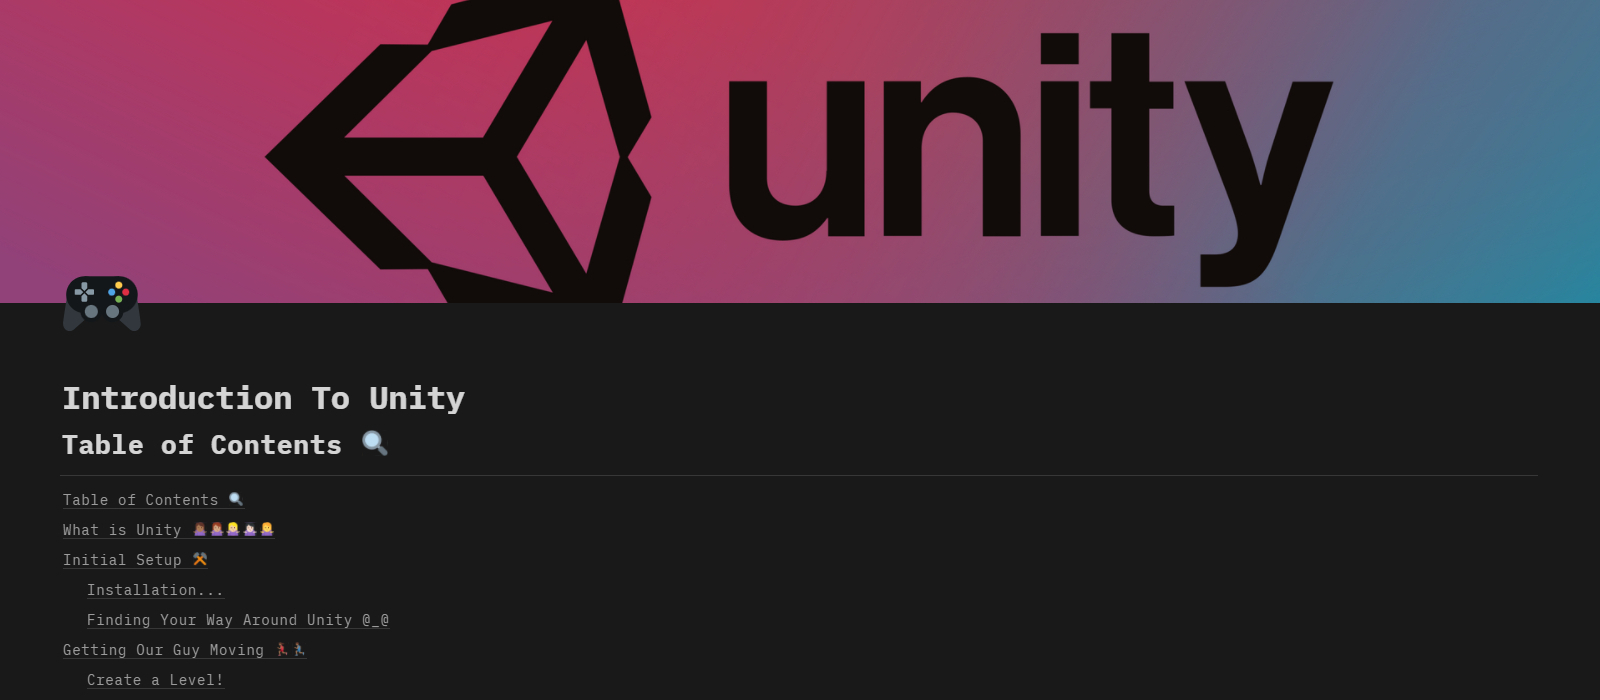 unity
Introduction To Unity
Table of Contents 🔍
Table of Contents 🔍
What is Unity 🤷🏾‍♀️🤷🏽‍♀️🤷🏼‍♀️🤷🏻‍♀️🤷‍♀️
Initial Setup ⚒️
Installation...
Finding Your Way Around Unity @_@
Getting Our Guy Moving 🏃🏿🏃🏿
Create a Level!